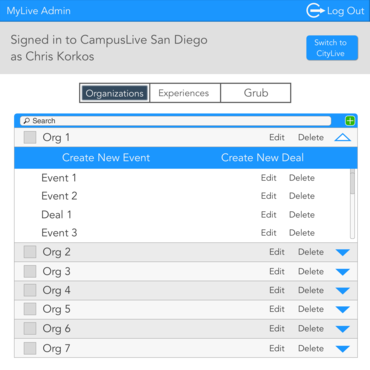 MyLive Admin
Log Out
Signed in to CampusLive San Diego
as Chris Korkos
Switch to
CityLive
Organizations Experiences Grub
Search
Org 1 Edit Delete
Create New Event Create New Deal
Event 1 Edit Delete
Event 2 Edit Delete
Deal 1 Edit Delete
Event 3 Edit Delete
Org 2 Edit Delete
Org 3 Edit Delete
Org 4 Edit Delete
Org 5 Edit Delete
Org 6 Edit Delete
Org 7 Edit Delete